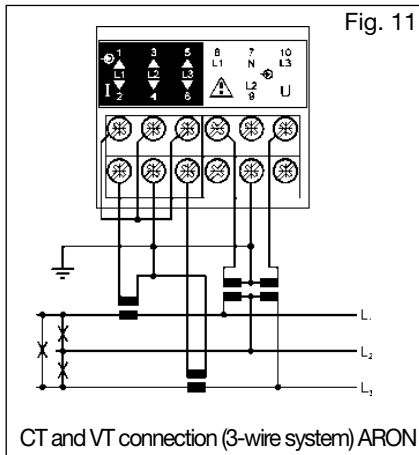 Fig. 11
1 3 5 8 7 10
L1 L2 L3 L1 N L3
I 2 4 6 L2 9 U
L1
L2
L3
CT and VT connection (3-wire system) ARON